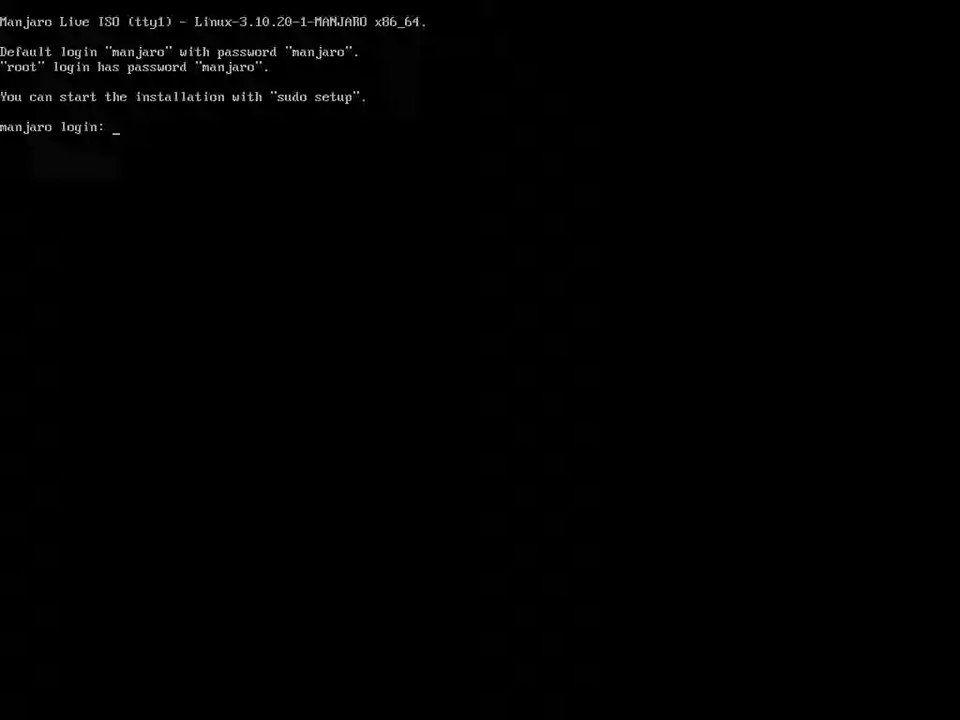 Manjaro Live ISO (tty1) - Linux-3.10.20-1-MANJARO x86_64.
Default login "manjaro" with password "manjaro".
"root" login has password "manjaro".
You can start the installation with "sudo setup".
manjaro login: _